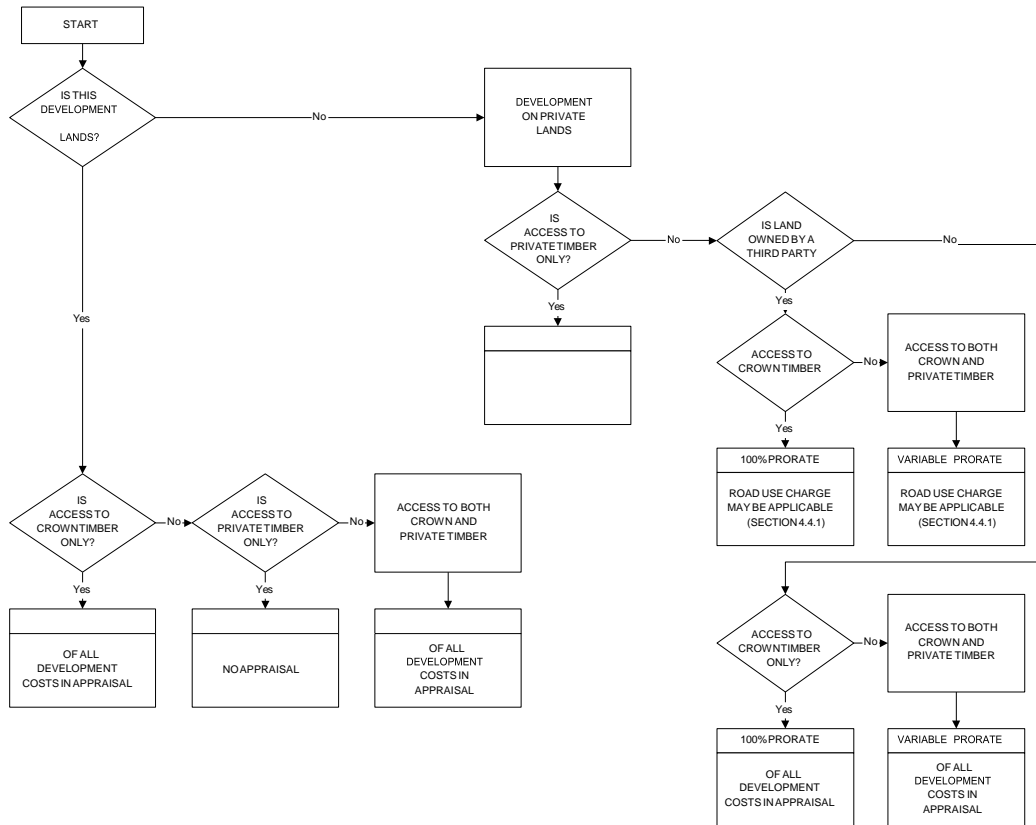 START
IS THIS
DEVELOPMENT
LANDS?
No
DEVELOPMENT
ON PRIVATE
LANDS
IS
ACCESS TO
PRIVATE TIMBER
ONLY?
No
IS LAND
OWNED BY A
THIRD PARTY
No
Yes
Yes
Yes
ACCESS TO
CROWN TIMBER
No
ACCESS TO BOTH
CROWN AND
PRIVATE TIMBER
Yes
100% PRORATE
ROAD USE CHARGE
MAY BE APPLICABLE
(SECTION 4.4.1)
VARIABLE PRORATE
ROAD USE CHARGE
MAY BE APPLICABLE
(SECTION 4.4.1)
IS
ACCESS TO
CROWN TIMBER
ONLY?
No
IS
ACCESS TO
PRIVATE TIMBER
ONLY?
No
ACCESS TO BOTH
CROWN AND
PRIVATE TIMBER
Yes
Yes
OF ALL
DEVELOPMENT
COSTS IN APPRAISAL
NO APPRAISAL
OF ALL
DEVELOPMENT
COSTS IN
APPRAISAL
ACCESS TO
CROWN TIMBER
ONLY?
No
ACCESS TO BOTH
CROWN AND
PRIVATE TIMBER
Yes
100% PRORATE
OF ALL
DEVELOPMENT
COSTS IN APPRAISAL
VARIABLE PRORATE
OF ALL
DEVELOPMENT
COSTS IN
APPRAISAL